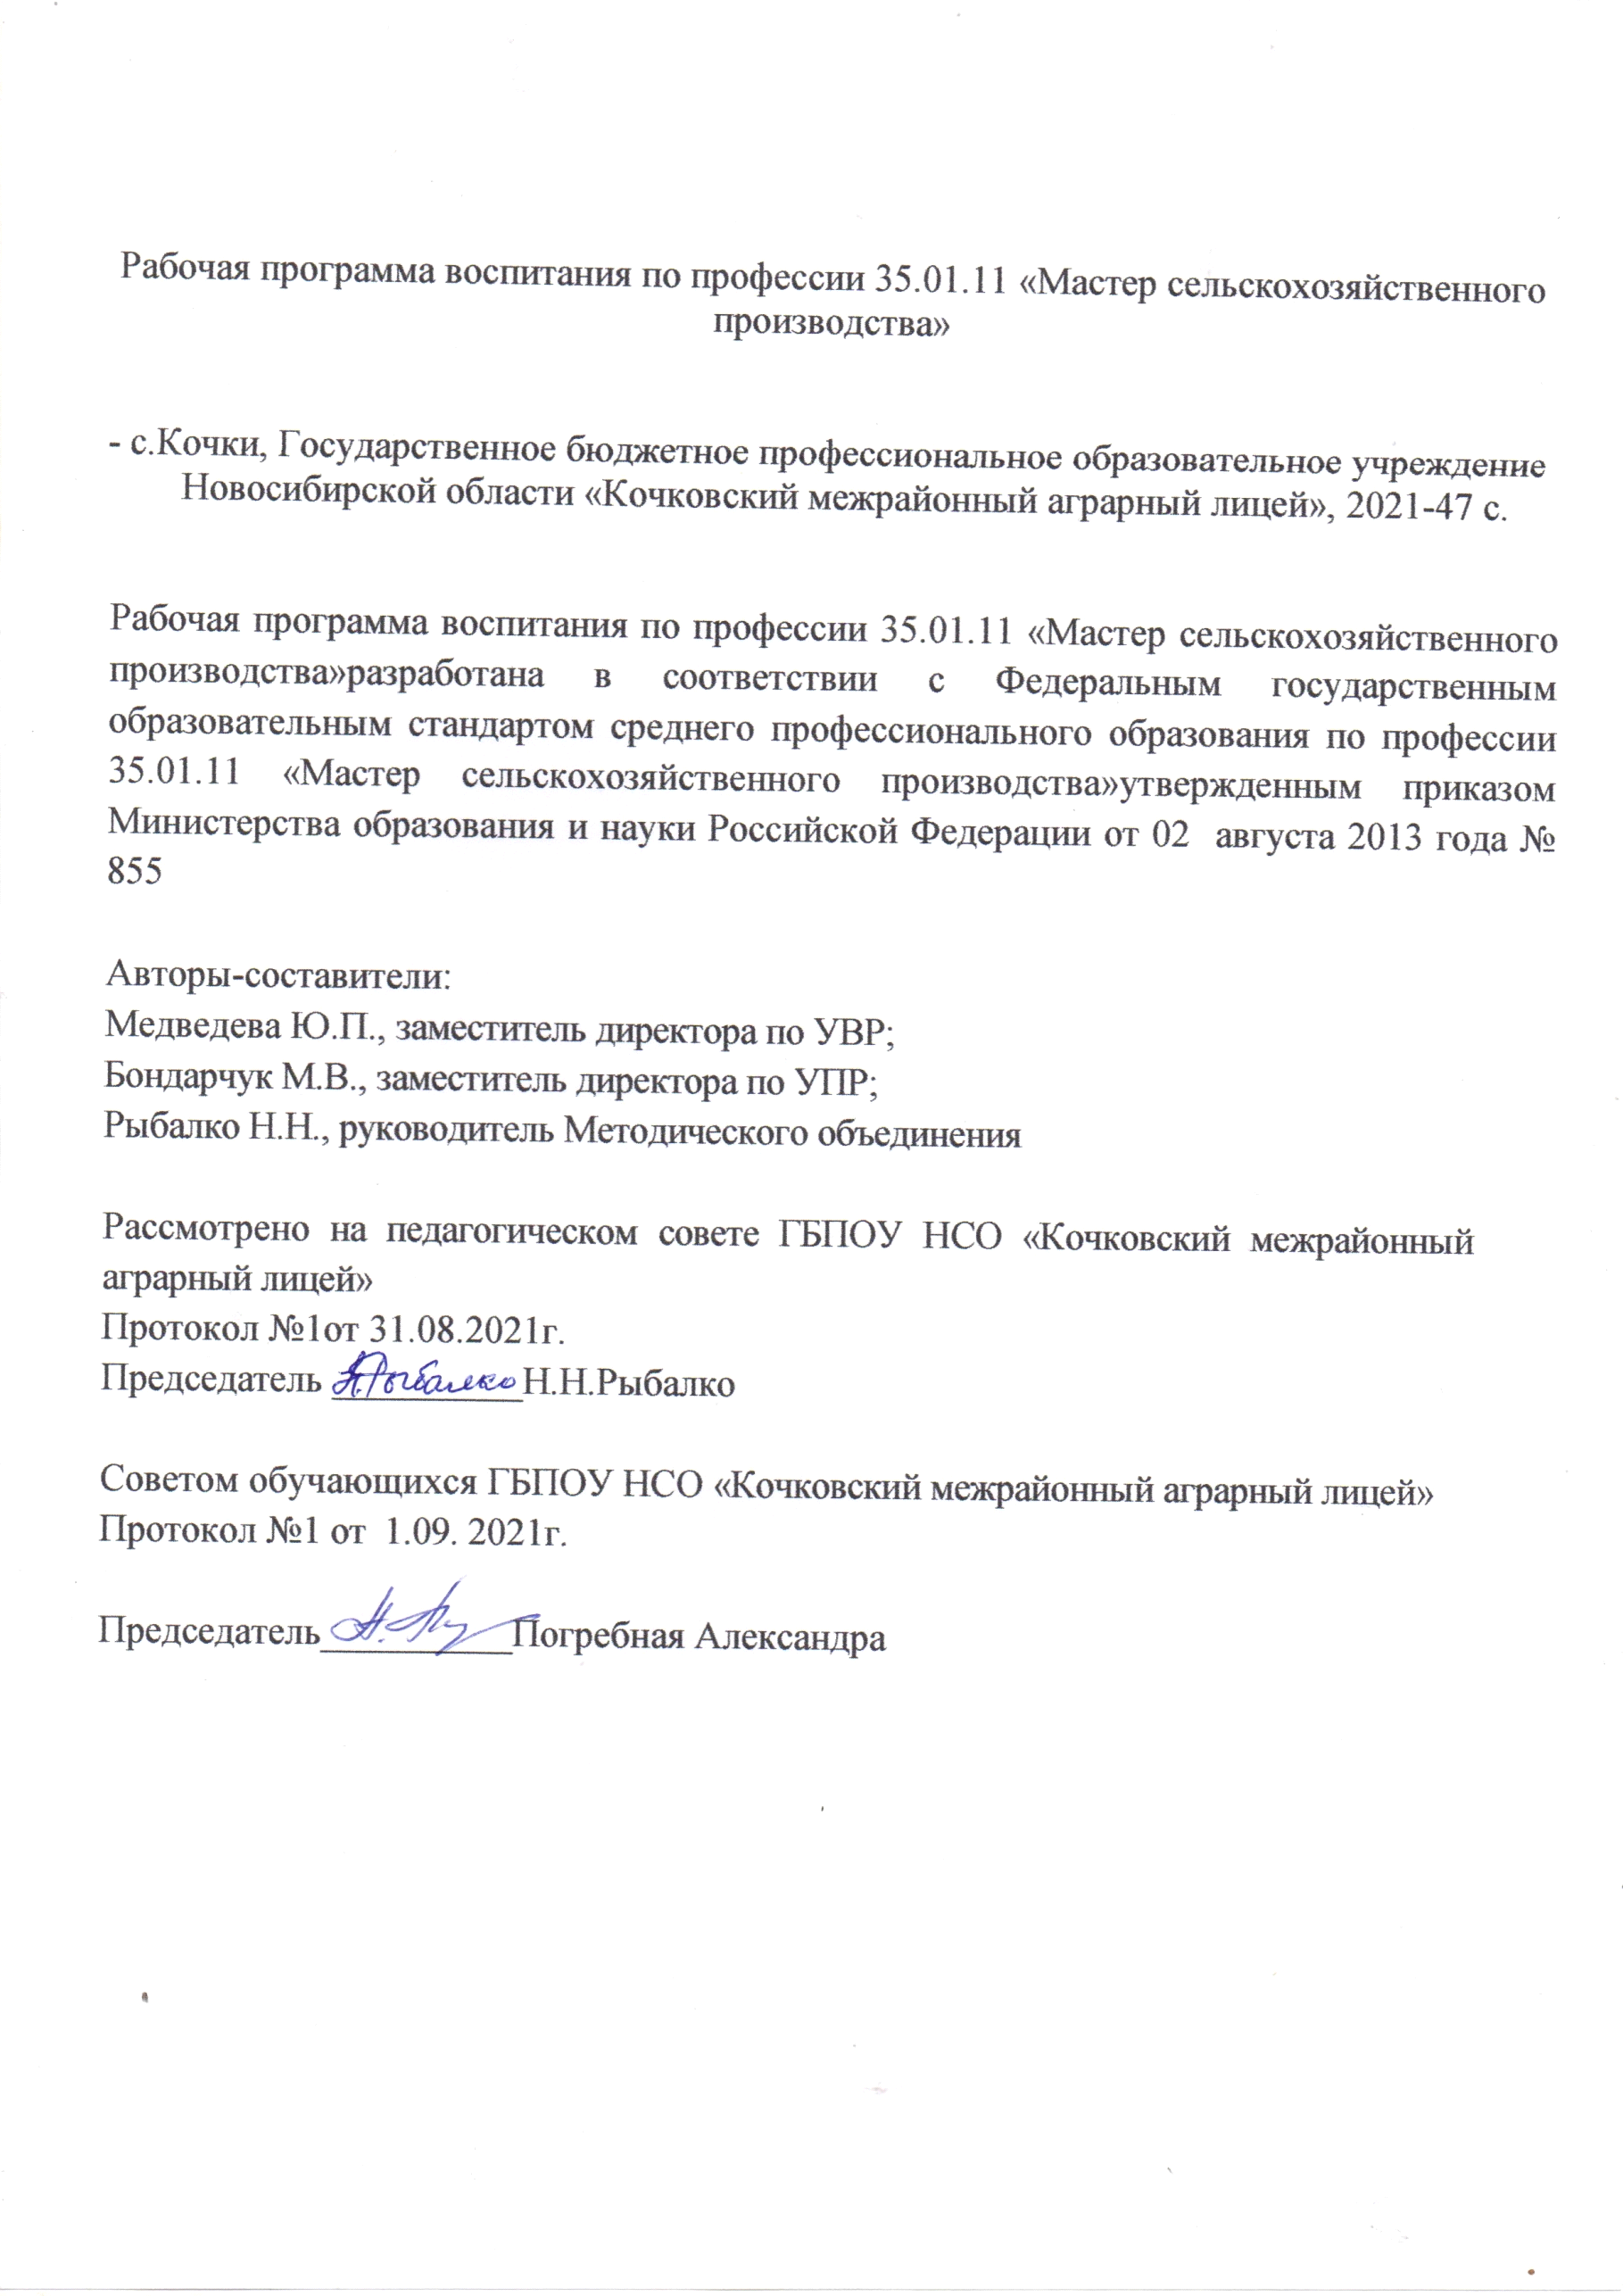 Рабочая программа воспитания по профессии 35.01.11 «Мастер сельскохозяйственного
производства»
- с.Кочки, Государственное бюджетное профессиональное образовательное учреждение
Новосибирской области «Кочковский межрайонный аграрный лицей», 2021-47 с.
Рабочая программа воспитания по профессии 35.01.11 «Мастер сельскохозяйственного
производства»разработана в соответствии с Федеральным государственным
образовательным стандартом среднего профессионального образования по профессии
35.01.11 «Мастер сельскохозяйственного производства»утвержденным приказом
Министерства образования и науки Российской Федерации от 02 августа 2013 года №
855
Авторы-составители:
Медведева Ю.П., заместитель директора по УВР;
Бондарчук М.В., заместитель директора по УПР;
Рыбалко Н.Н., руководитель Методического объединения
Рассмотрено на педагогическом совете ГБПОУ НСО «Кочковский межрайонный
аграрный лицей»
Протокол №1от 31.08.2021г.
Председатель Н.Рыбалко Н.Н.Рыбалко
Советом обучающихся ГБПОУ НСО «Кочковский межрайонный аграрный лицей»
Протокол №1 от 1.09. 2021г.
Председатель Погребная Александра